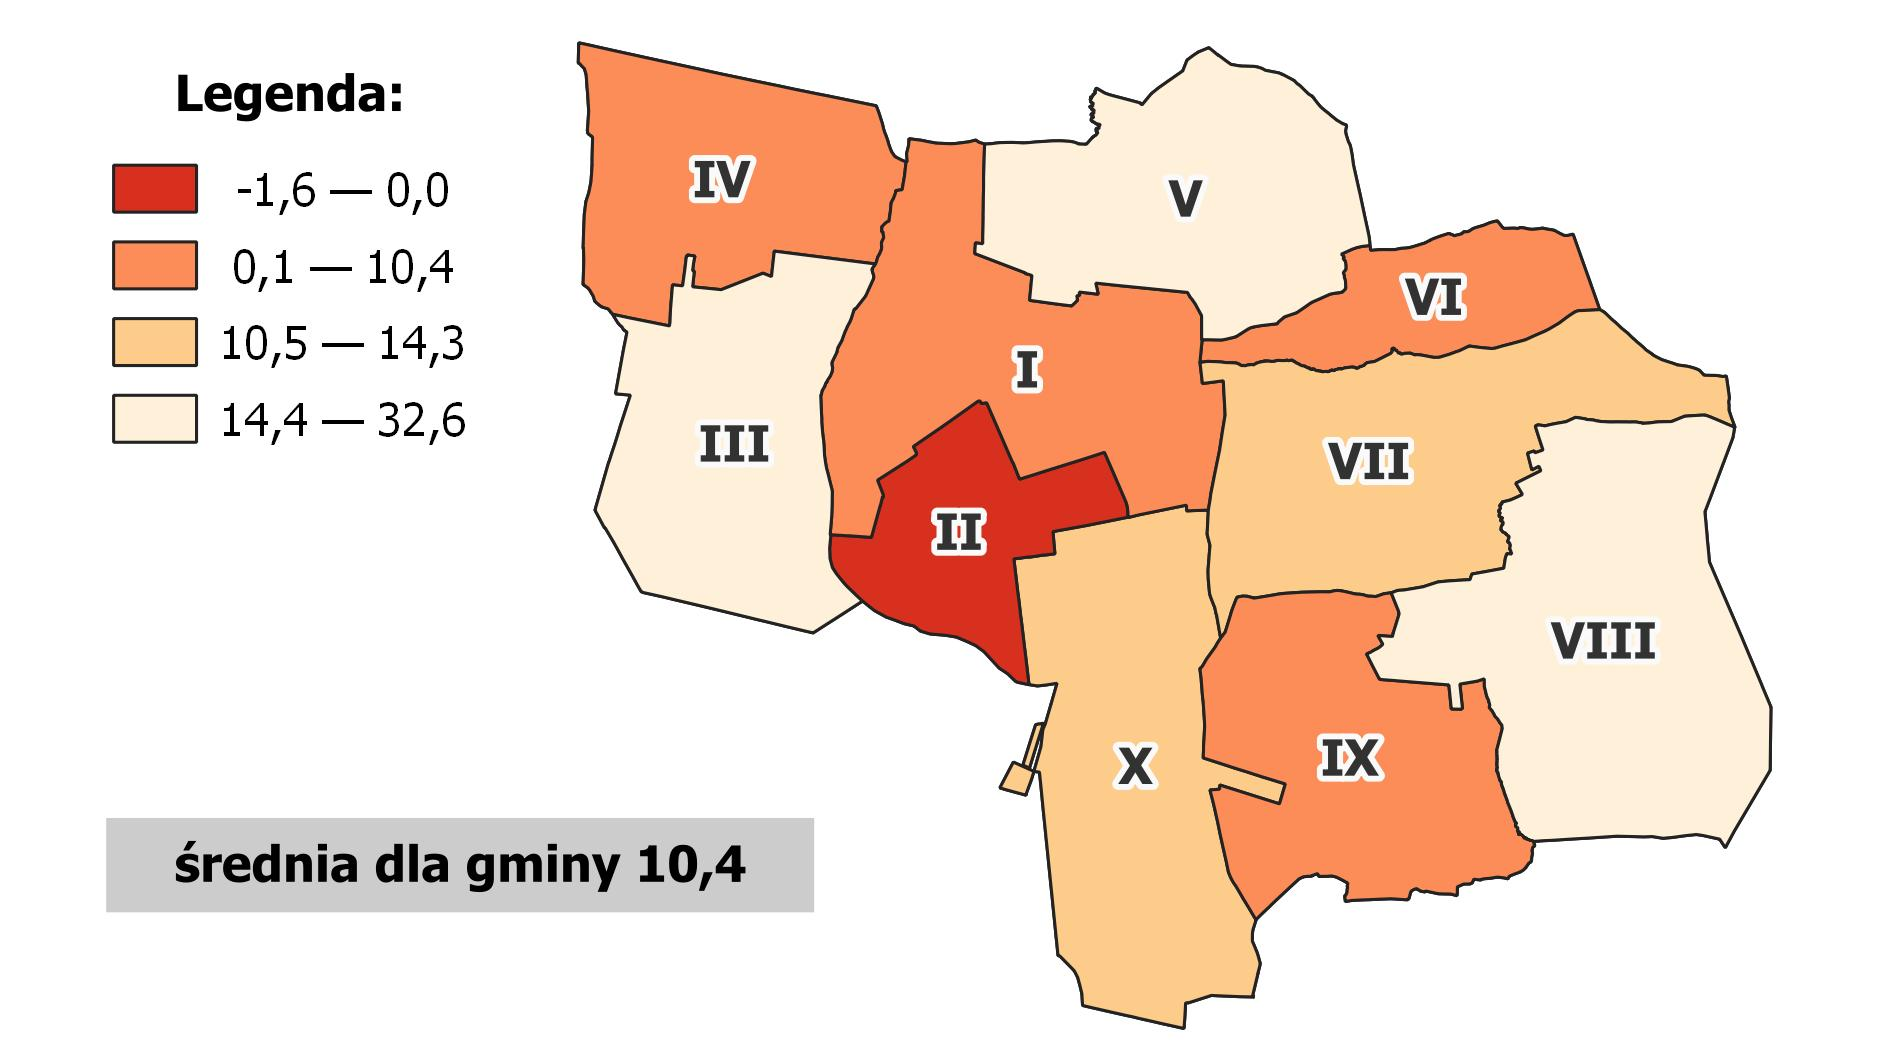 Legenda:
-1,6 — 0,0
0,1 — 10,4
10,5 — 14,3
14,4 — 32,6
IV
V
VI
I
III
VII
II
VIII
IX
X
średnia dla gminy 10,4